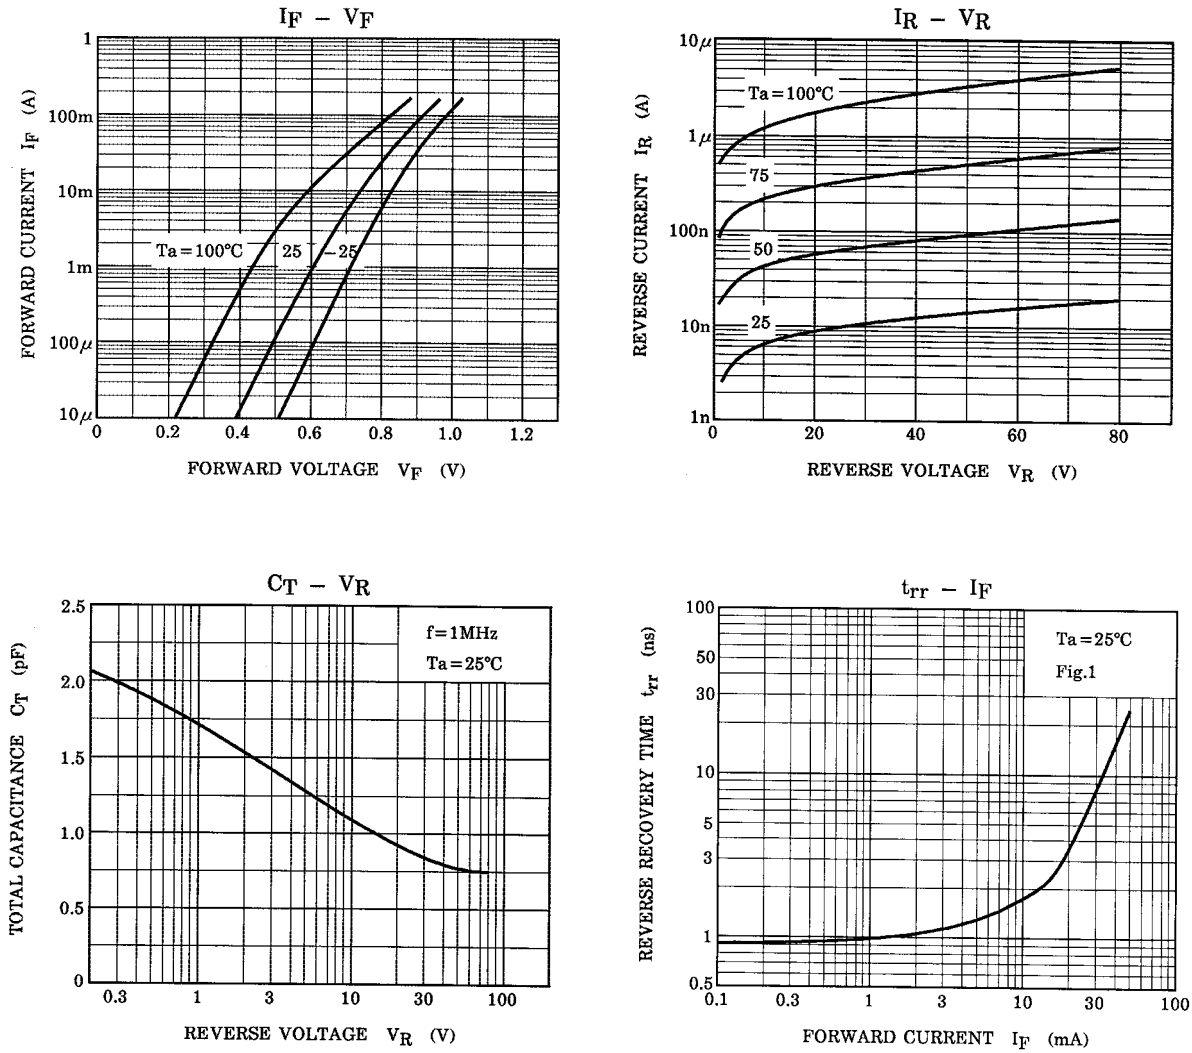 IF − VF
FORWARD CURRENT IF (A)
1
100m
10m
1m
100μ
10μ
Ta=100°C
25
−25
0
0.2
0.4
0.6
0.8
1.0
1.2
FORWARD VOLTAGE VF (V)
IR − VR
REVERSE CURRENT IR (A)
10μ
1μ
100n
10n
1n
Ta=100°C
75
50
25
0
20
40
60
80
REVERSE VOLTAGE VR (V)
CT − VR
TOTAL CAPACITANCE CT (pF)
2.5
2.0
1.5
1.0
0.5
0
f=1MHz
Ta=25°C
0.3
1
3
10
30
100
REVERSE VOLTAGE VR (V)
trr − IF
REVERSE RECOVERY TIME trr (ns)
100
50
30
10
5
3
1
0.5
Ta=25°C
Fig.1
0.1
0.3
1
3
10
30
100
FORWARD CURRENT IF (mA)